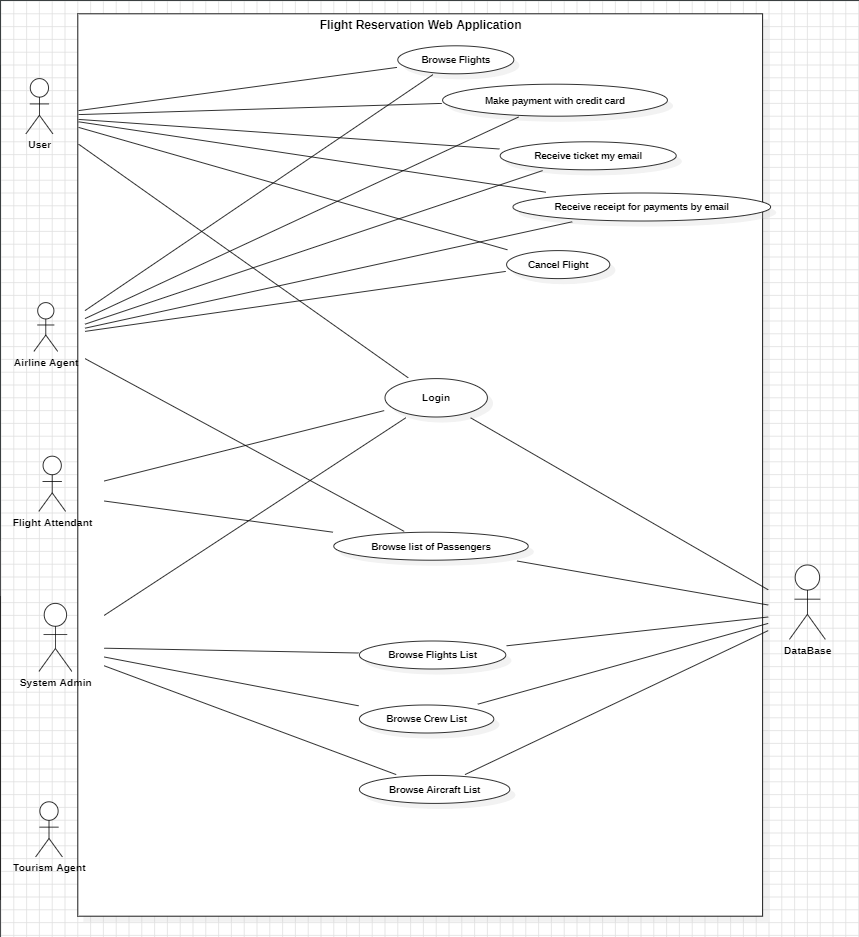 Flight Reservation Web Application
Browse Flights
Make payment with credit card
User
Receive ticket my email
Receive receipt for payments by email
Cancel Flight
Airline Agent
Login
Flight Attendant
Browse list of Passengers
DataBase
Browse Flights List
System Admin
Browse Crew List
Browse Aircraft List
Tourism Agent